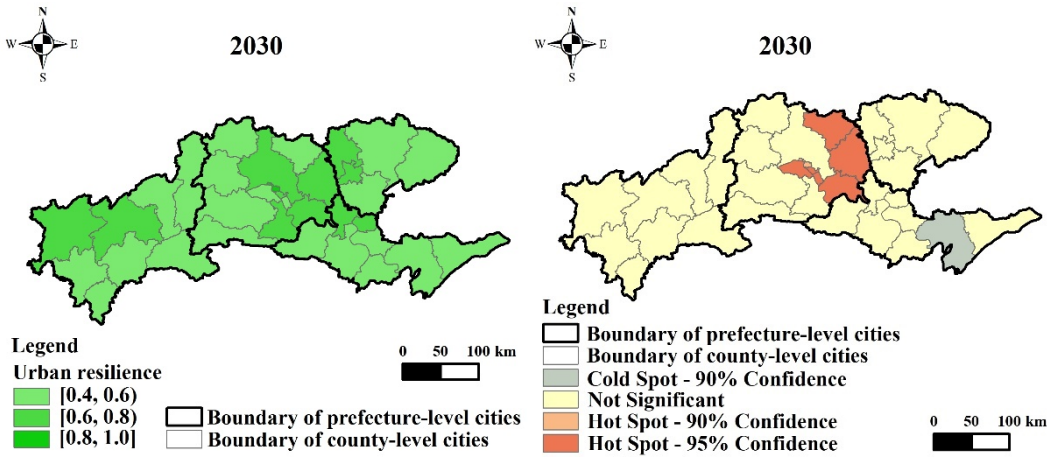 N
W E
S
2030
Legend
Urban resilience
[0.4, 0.6)
[0.6, 0.8)
[0.8, 1.0]
Boundary of prefecture-level cities
Boundary of county-level cities
0 50 100 km
N
W E
S
2030
Legend
Boundary of prefecture-level cities
Boundary of county-level cities
Cold Spot - 90% Confidence
Not Significant
Hot Spot - 90% Confidence
Hot Spot - 95% Confidence
0 50 100 km